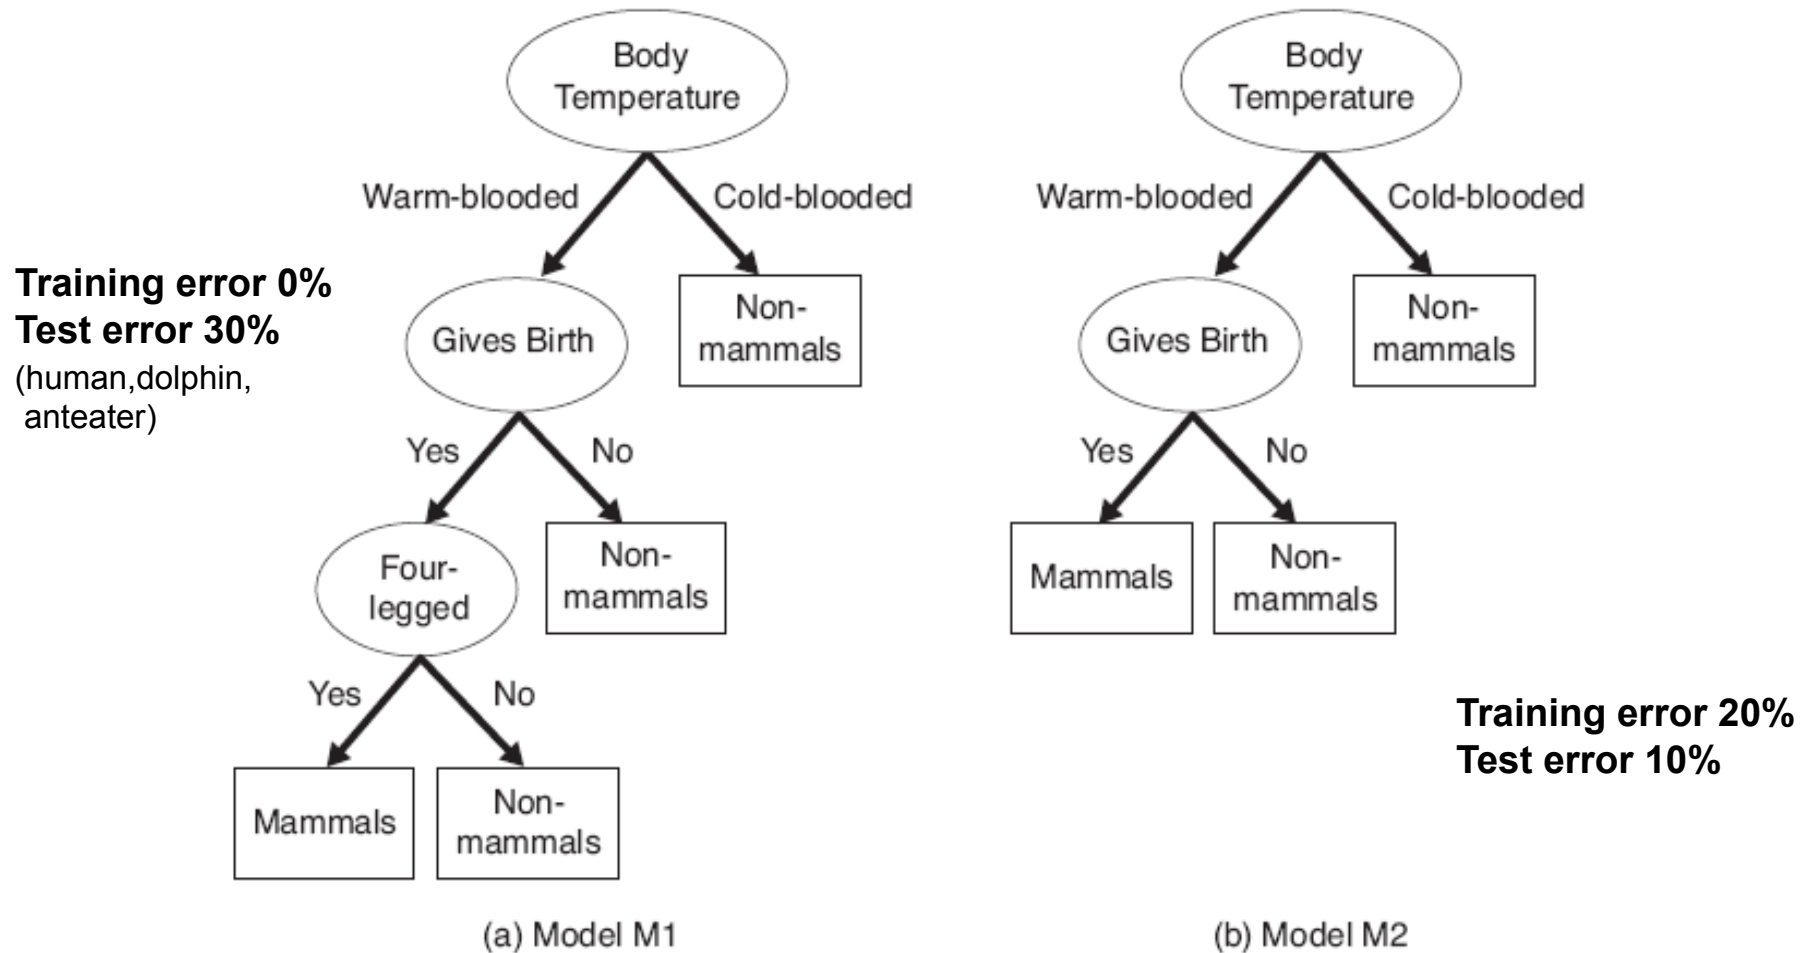 Body
Temperature
Warm-blooded
Cold-blooded
Training error 0%
Test error 30%
(human,dolphin,
anteater)
Gives Birth
Non-
mammals
Yes
No
Four-
legged
Non-
mammals
Yes
No
Mammals
Non-
mammals
(a) Model M1
Body
Temperature
Warm-blooded
Cold-blooded
Gives Birth
Non-
mammals
Yes
No
Mammals
Non-
mammals
Training error 20%
Test error 10%
(b) Model M2